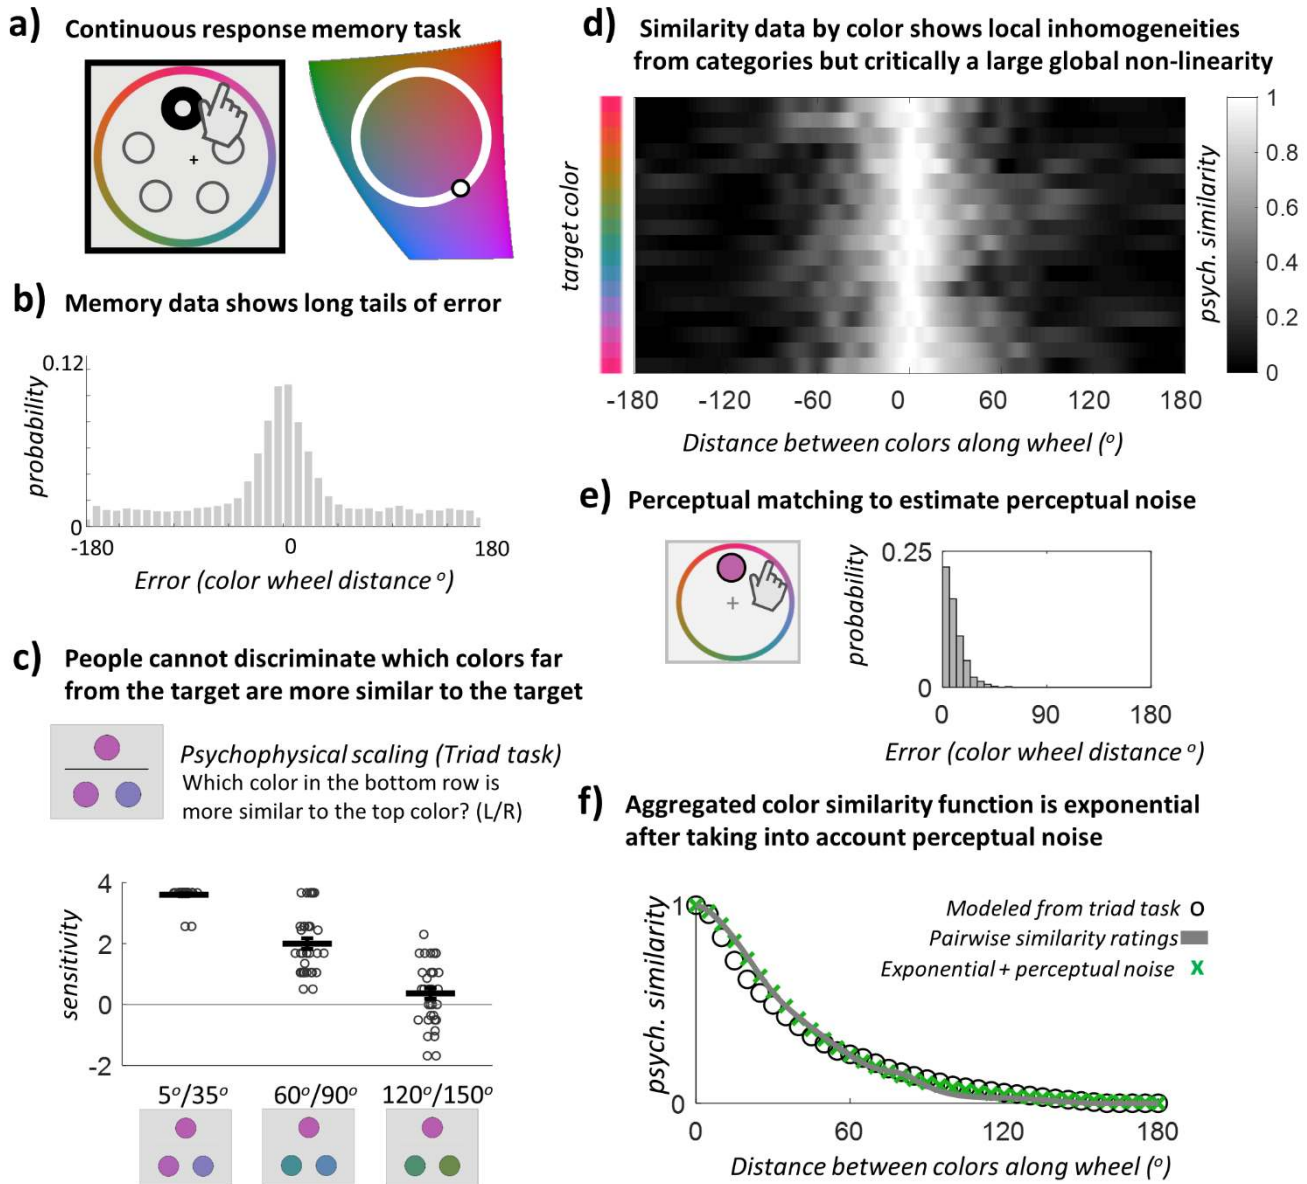 a) Continuous response memory task
b) Memory data shows long tails of error
0.12
probability
0
-180
0
180
Error (color wheel distance º)
c) People cannot discriminate which colors far
from the target are more similar to the target
Psychophysical scaling (Triad task)
Which color in the bottom row is
more similar to the top color? (L/R)
4
2
0
-2
sensitivity
5º/35º
60º/90º
120º/150º
d) Similarity data by color shows local inhomogeneities
from categories but critically a large global non-linearity
target color
-180
-120
-60
0
60
120
180
Distance between colors along wheel (º)
psych. similarity
1
0.8
0.6
0.4
0.2
0
e) Perceptual matching to estimate perceptual noise
0.25
probability
0
0
90
180
Error (color wheel distance º)
f) Aggregated color similarity function is exponential
after taking into account perceptual noise
Modeled from triad task
Pairwise similarity ratings
Exponential + perceptual noise
1
psych. similarity
0
0
60
120
180
Distance between colors along wheel (º)